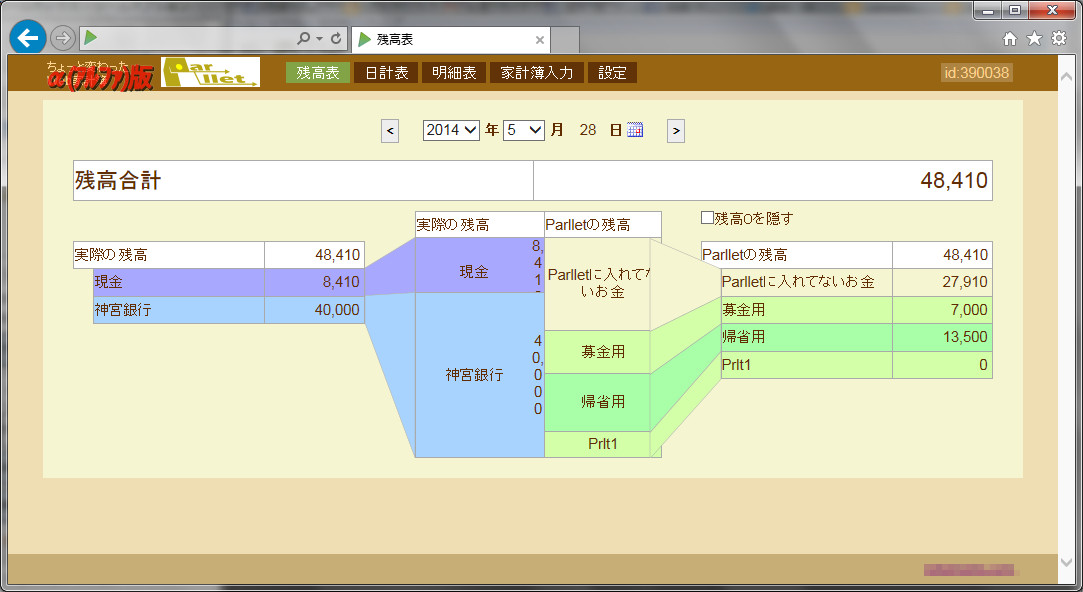 残高表
ちょっと変わった
α(アルファ)版
Parllet
残高表 日計表 明細表 家計簿入力 設定
id:390038
< 2014 年 5 月 28 日 >
残高合計 48,410
実際の残高 Parlletの残高
残高0を隠す
実際の残高 48,410
現金 8,410
神宮銀行 40,000
現金 8,41
神宮銀行 40,000
Parlletに入れてな
いお金
募金用
帰省用
Prlt1
Parlletの残高 48,410
Parlletに入れてないお金 27,910
募金用 7,000
帰省用 13,500
Prlt1 0